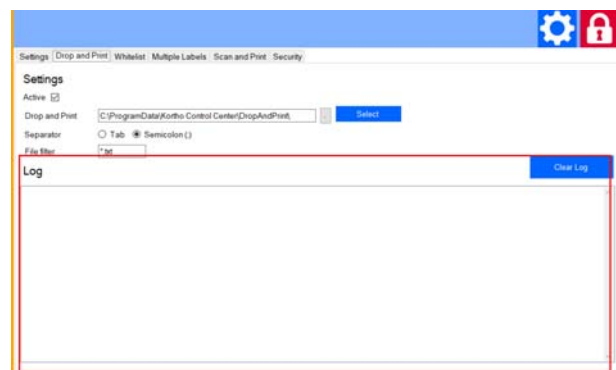 Settings Drop and Print Whitelist Multiple Labels Scan and Print Security
Settings
Active
Drop and Print C:\ProgramData\Kortho Control Center\DropAndPrint\ Select
Separator Tab Semicolon (;)
File filter *.txt
Log Clear Log